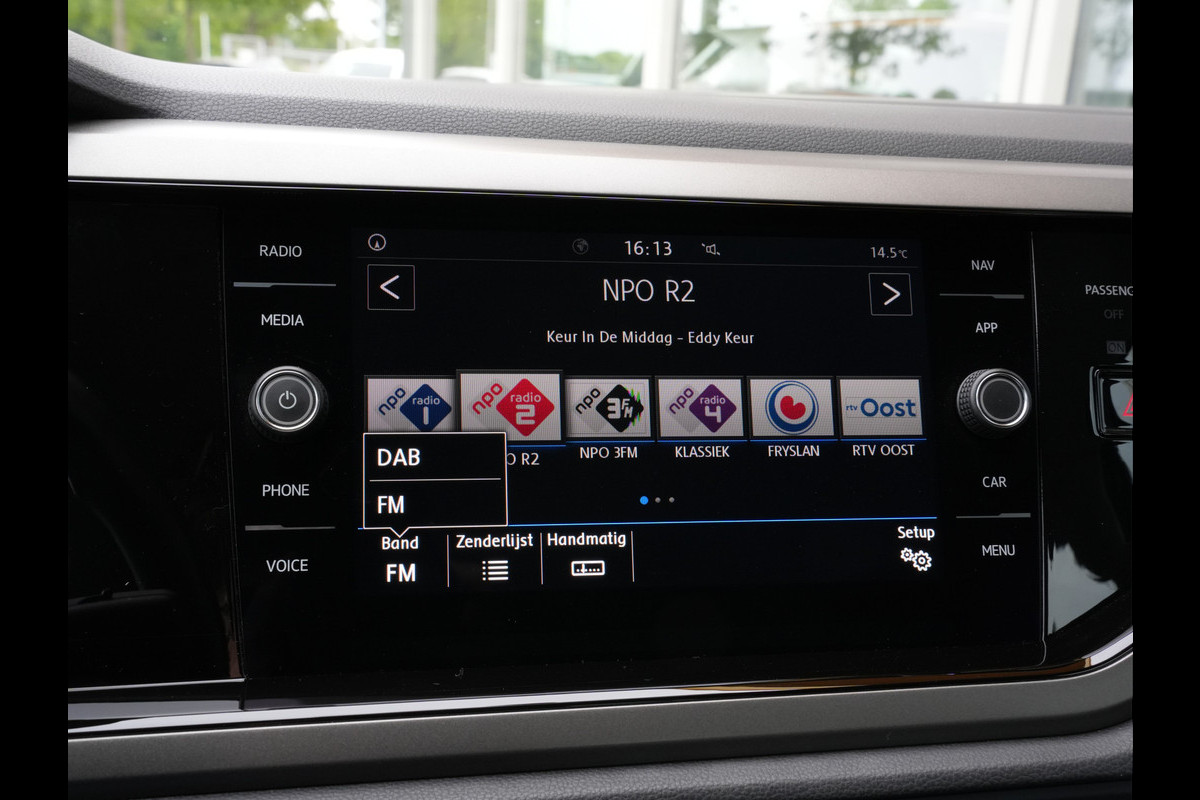 RADIO
MEDIA
PHONE
VOICE
16:13
14.5°C
<
NPO R2
>
Keur In De Middag - Eddy Keur
npo radio 1
npo radio 2
npo 3FM
npo radio 4
rtv Oost
O R2
NPO 3FM
KLASSIEK
FRYSLAN
RTV OOST
DAB
FM
Band
FM
Zenderlijst
Handmatig
Setup
NAV
APP
CAR
MENU
PASSENG
OFF
ON